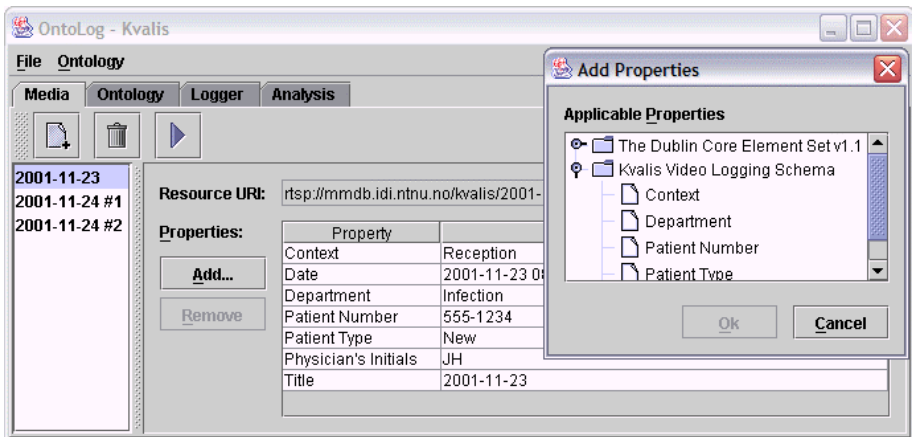 OntoLog - Kvalis
File Ontology
Media Ontology Logger Analysis
2001-11-23
2001-11-24 #1
2001-11-24 #2
Resource URI: rtsp://mmdb.idi.ntnu.no/kvalis/2001-
Properties:
Add...
Remove
Property
Context Reception
Date 2001-11-23 0
Department Infection
Patient Number 555-1234
Patient Type New
Physician's Initials JH
Title 2001-11-23
Add Properties
Applicable Properties
The Dublin Core Element Set v1.1
Kvalis Video Logging Schema
Context
Department
Patient Number
Patient Type
Ok Cancel